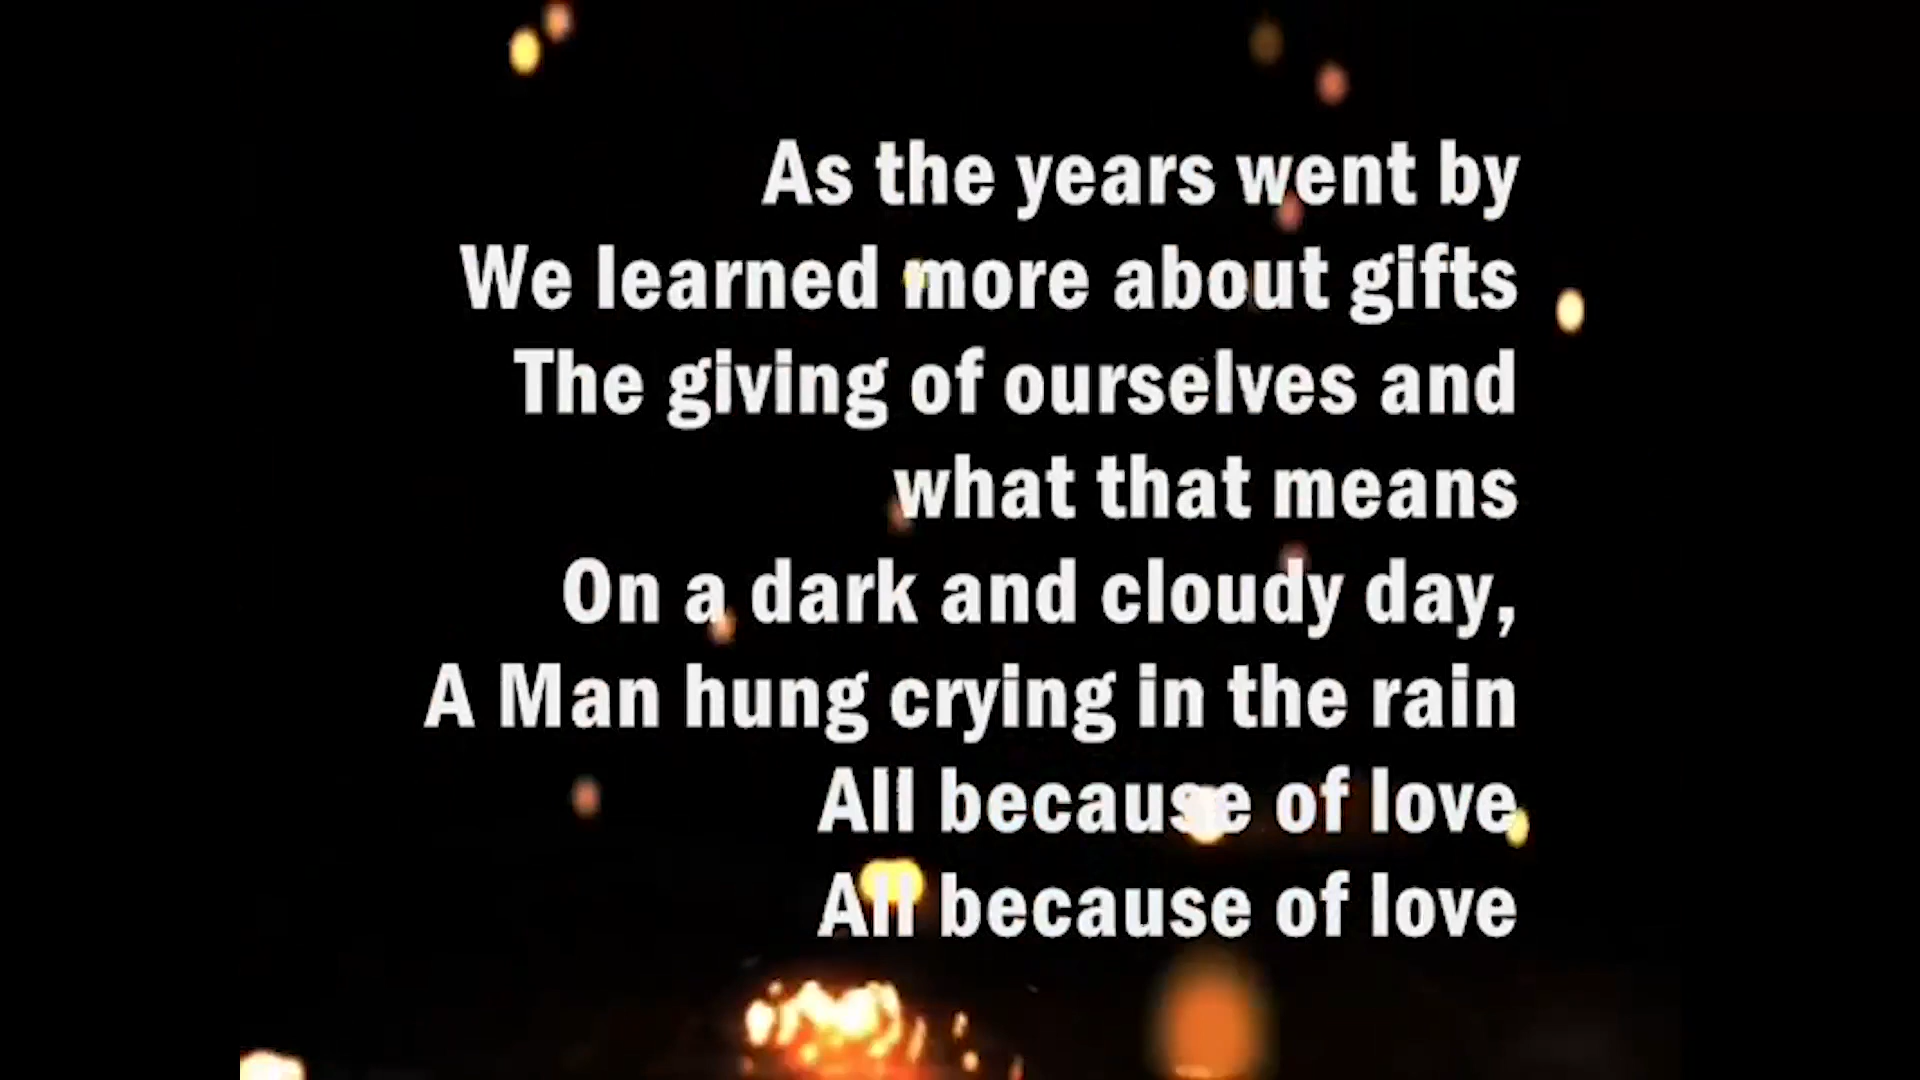 As the years went by
We learned more about gifts
The giving of ourselves and
what that means
On a dark and cloudy day,
A Man hung crying in the rain
All because of love
All because of love